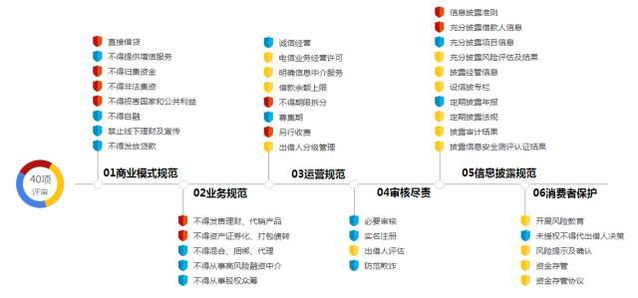 40项
评审
01商业模式规范
直接借贷
不得提供增信服务
不得归集资金
不得非法集资
不得损害国家和公共利益
不得自融
禁止线下理财及宣传
不得发放贷款
02业务规范
不得发售理财、代销产品
不得资产证券化、打包债转
不得混合、捆绑、代理
不得从事高风险融资中介
不得从事股权众筹
03运营规范
诚信经营
电信业务经营许可
明确信息中介服务
借款余额上限
不得期限拆分
募集期
另行收费
出借人分级管理
04审核尽责
必要审核
实名注册
出借人评估
防范欺诈
05信息披露规范
信息披露准则
充分披露借款人信息
充分披露项目信息
充分披露风险评估及结果
披露经管信息
设信披专栏
定期披露年报
定期披露法规
披露审计结果
披露信息安全测评认证结果
06消费者保护
开展风险教育
未授权不得代出借人决策
风险提示及确认
资金存管
资金存管协议